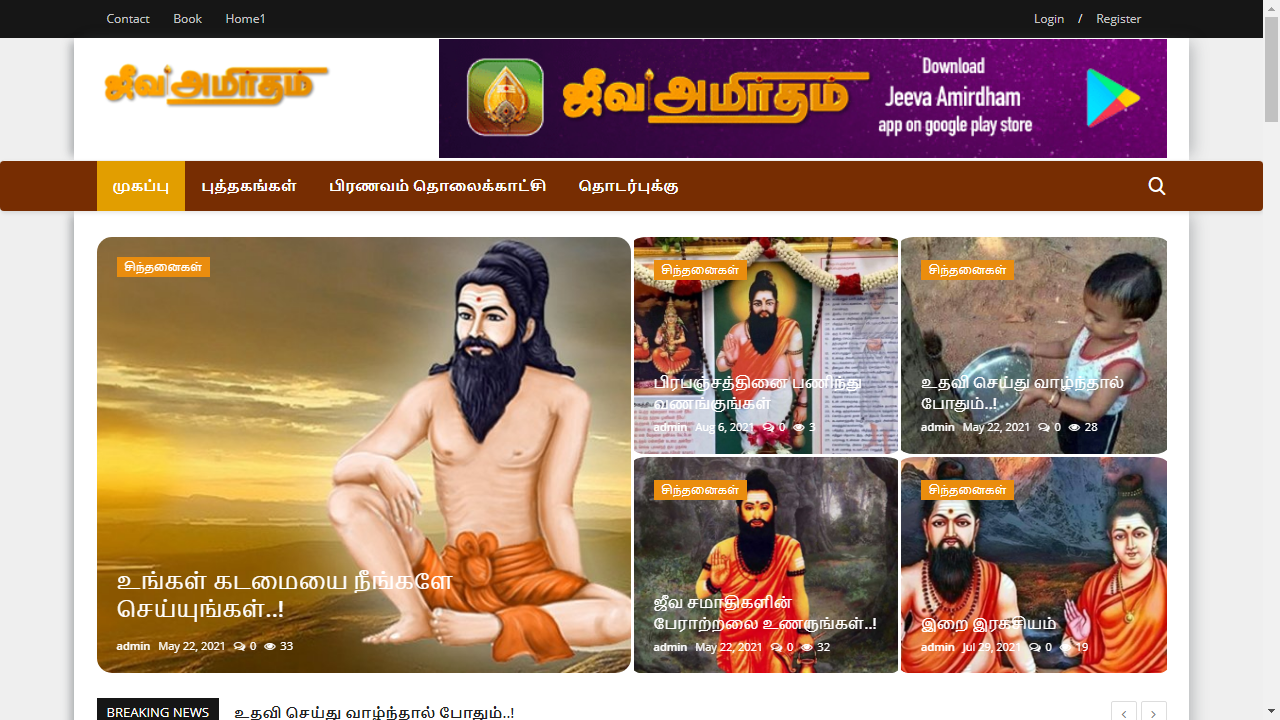 Contact Book Home1 Login / Register
ஜீவ அமிர்தம்
ஜீவ அமிர்தம்
Download
Jeeva Amirdham
app on google play store
முகப்பு புத்தகங்கள் பிரணவம் தொலைக்காட்சி தொடர்புக்கு
சிந்தனைகள்
உங்கள் கடமையை நீங்களே
செய்யுங்கள்..!
admin May 22, 2021 0 33
சிந்தனைகள்
பிரபஞ்சத்தினை பணிந்து
வணங்குங்கள்
admin Aug 6, 2021 0 3
சிந்தனைகள்
உதவி செய்து வாழ்ந்தால்
போதும்..!
admin May 22, 2021 0 28
சிந்தனைகள்
ஜீவ சமாதிகளின்
பேராற்றலை உணருங்கள்..!
admin May 22, 2021 0 32
சிந்தனைகள்
இறை இரகசியம்
admin Jul 29, 2021 0 19
BREAKING NEWS உதவி செய்து வாழ்ந்தால் போதும்..!